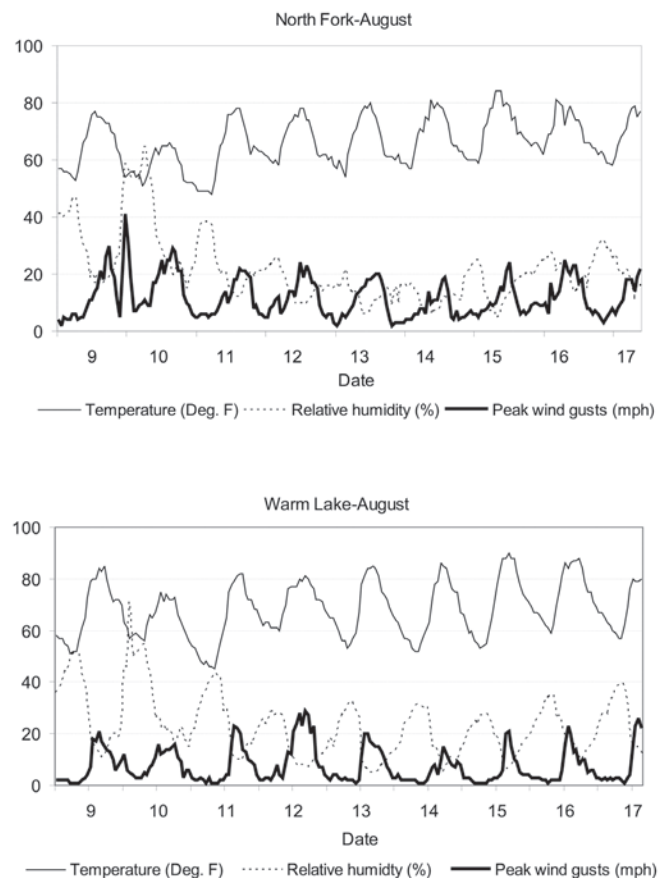 North Fork-August
100
80
60
40
20
0
9 10 11 12 13 14 15 16 17
Date
Temperature (Deg. F) Relative humidity (%) Peak wind gusts (mph)
Warm Lake-August
100
80
60
40
20
0
9 10 11 12 13 14 15 16 17
Date
Temperature (Deg. F) Relative humidity (%) Peak wind gusts (mph)